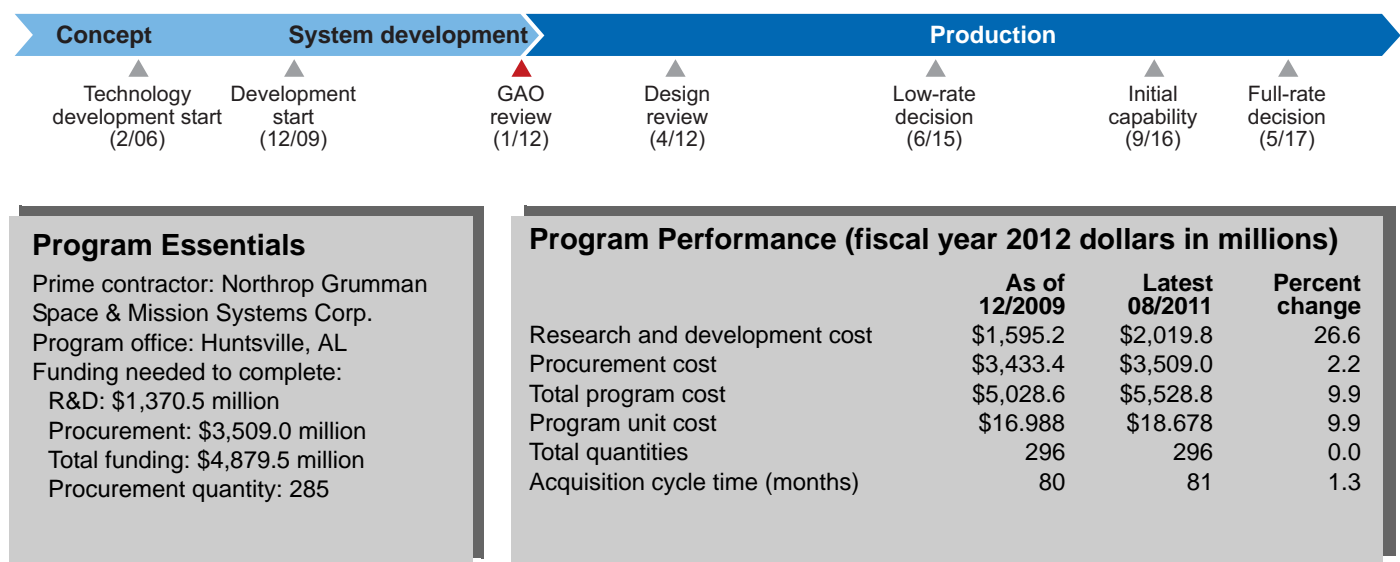 Concept System development Production
Technology development start (2/06)
Development start (12/09)
GAO review (1/12)
Design review (4/12)
Low-rate decision (6/15)
Initial capability (9/16)
Full-rate decision (5/17)
Program Essentials
Prime contractor: Northrop Grumman
Space & Mission Systems Corp.
Program office: Huntsville, AL
Funding needed to complete:
R&D: $1,370.5 million
Procurement: $3,509.0 million
Total funding: $4,879.5 million
Procurement quantity: 285
Program Performance (fiscal year 2012 dollars in millions)
As of 12/2009 Latest 08/2011 Percent change
Research and development cost $1,595.2 $2,019.8 26.6
Procurement cost $3,433.4 $3,509.0 2.2
Total program cost $5,028.6 $5,528.8 9.9
Program unit cost $16.988 $18.678 9.9
Total quantities 296 296 0.0
Acquisition cycle time (months) 80 81 1.3